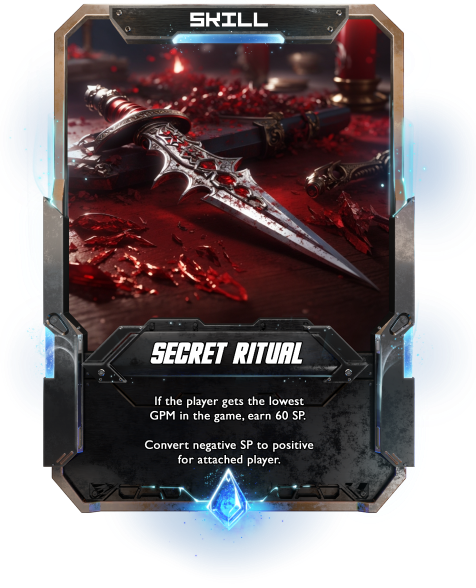 SKILL
SECRET RITUAL
If the player gets the lowest
GPM in the game, earn 60 SP.
Convert negative SP to positive
for attached player.